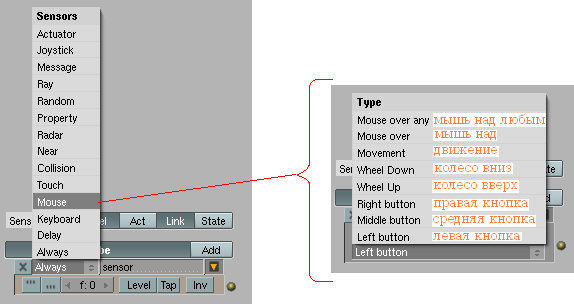 Sensors
Actuator
Joystick
Message
Ray
Random
Property
Radar
Near
Collision
Touch
Mouse
Keyboard
Delay
Always
Sens
el
Act
Link
State
pe
Add
Always
sensor
f: 0
Level
Tap
Inv
Type
Mouse over any мышь над любым
Mouse over мышь над
Movement движение
Wheel Down колесо вниз
Wheel Up колесо вверх
Right button правая кнопка
Middle button средняя кнопка
Left button левая кнопка
Left button
Sen
ate